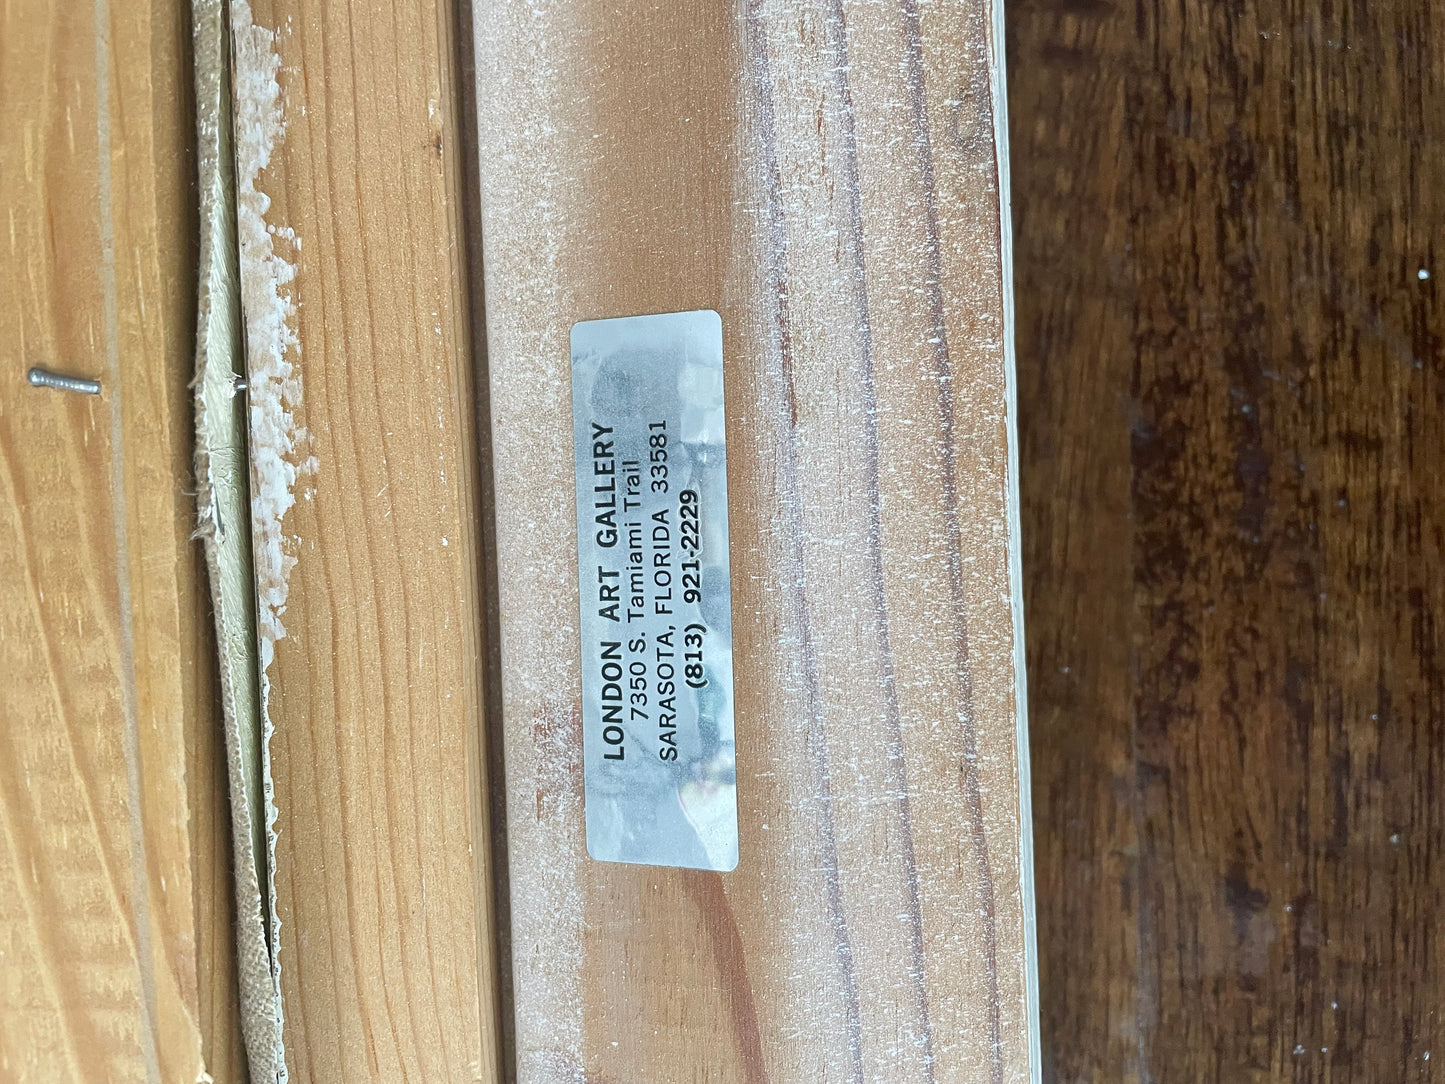 LONDON ART GALLERY
7350 S. Tamiami Trail
SARASOTA, FLORIDA 33581
(813) 921-2229